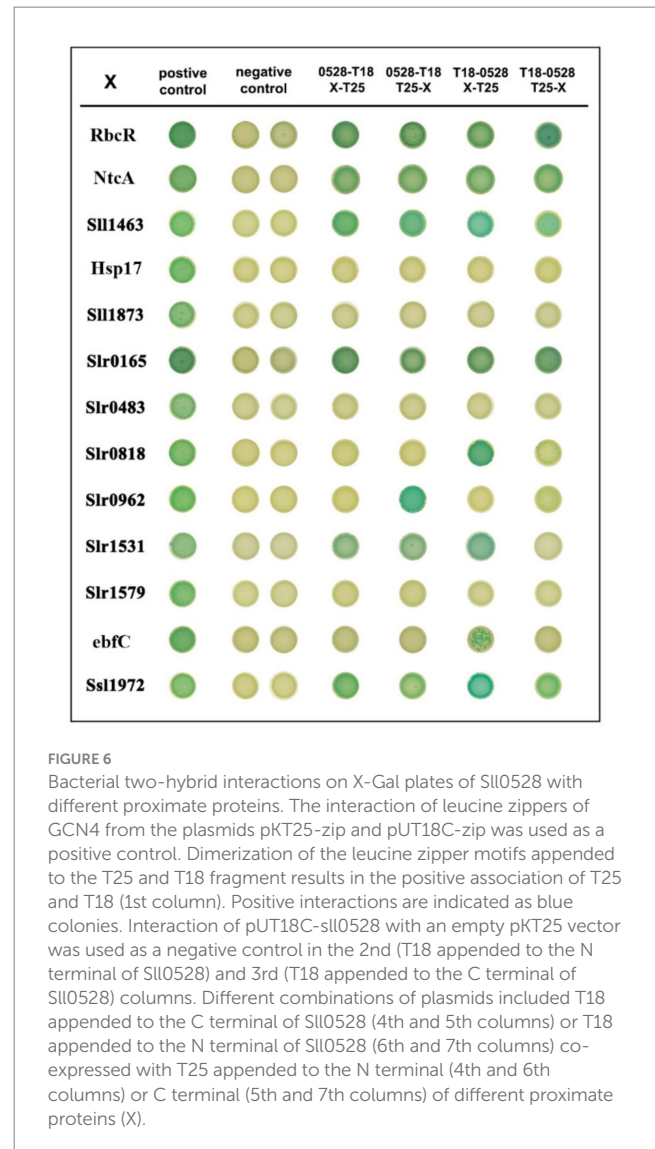 X postive control negative control 0528-T18 X-T25 0528-T18 T25-X T18-0528 X-T25 T18-0528 T25-X
RbcR
NtcA
Sll1463
Hsp17
Sll1873
Slr0165
Slr0483
Slr0818
Slr0962
Slr1531
Slr1579
ebfC
Ssl1972
FIGURE 6
Bacterial two-hybrid interactions on X-Gal plates of Sll0528 with
different proximate proteins. The interaction of leucine zippers of
GCN4 from the plasmids pKT25-zip and pUT18C-zip was used as a
positive control. Dimerization of the leucine zipper motifs appended
to the T25 and T18 fragment results in the positive association of T25
and T18 (1st column). Positive interactions are indicated as blue
colonies. Interaction of pUT18C-sll0528 with an empty pKT25 vector
was used as a negative control in the 2nd (T18 appended to the N
terminal of Sll0528) and 3rd (T18 appended to the C terminal of
Sll0528) columns. Different combinations of plasmids included T18
appended to the C terminal of Sll0528 (4th and 5th columns) or T18
appended to the N terminal of Sll0528 (6th and 7th columns) co-
expressed with T25 appended to the N terminal (4th and 6th
columns) or C terminal (5th and 7th columns) of different proximate
proteins (X).